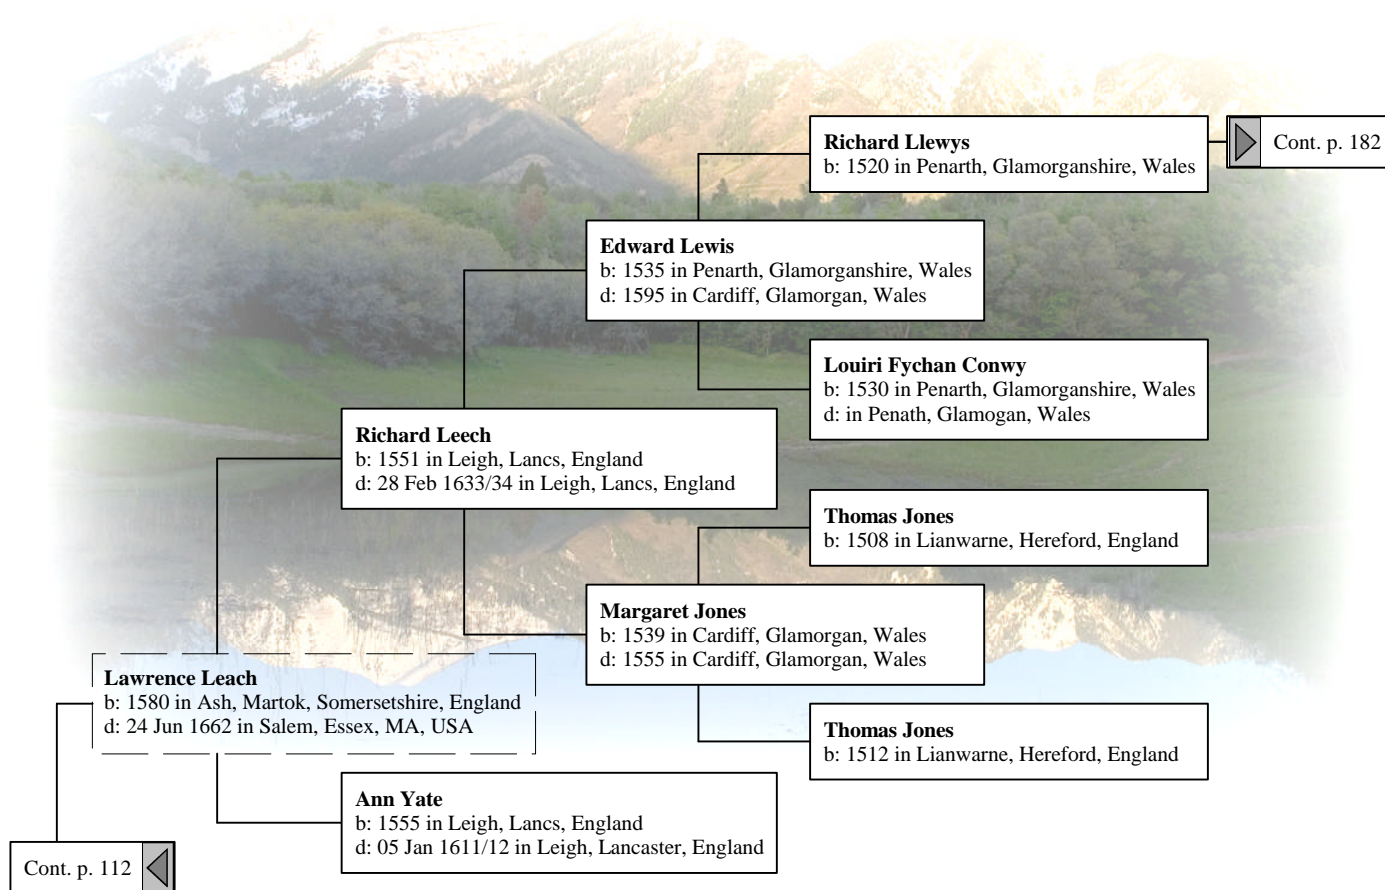 Richard Llewys
b: 1520 in Penarth, Glamorganshire, Wales
Cont. p. 182
Edward Lewis
b: 1535 in Penarth, Glamorganshire, Wales
d: 1595 in Cardiff, Glamorgan, Wales
Louiri Fychan Conwy
b: 1530 in Penarth, Glamorganshire, Wales
d: in Penath, Glamogan, Wales
Richard Leech
b: 1551 in Leigh, Lancs, England
d: 28 Feb 1633/34 in Leigh, Lancs, England
Thomas Jones
b: 1508 in Lianwarne, Hereford, England
Margaret Jones
b: 1539 in Cardiff, Glamorgan, Wales
d: 1555 in Cardiff, Glamorgan, Wales
Lawrence Leach
b: 1580 in Ash, Martok, Somersetshire, England
d: 24 Jun 1662 in Salem, Essex, MA, USA
Thomas Jones
b: 1512 in Lianwarne, Hereford, England
Ann Yate
b: 1555 in Leigh, Lancs, England
d: 05 Jan 1611/12 in Leigh, Lancaster, England
Cont. p. 112